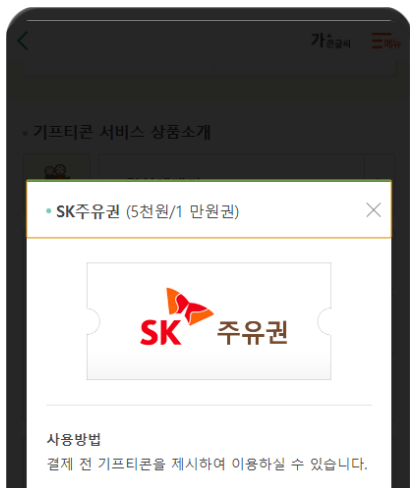 가 큰글씨 메뉴
기프티콘 서비스 상품소개
SK주유권 (5천원/1 만원권)
SK 주유권
사용방법
결제 전 기프티콘을 제시하여 이용하실 수 있습니다.